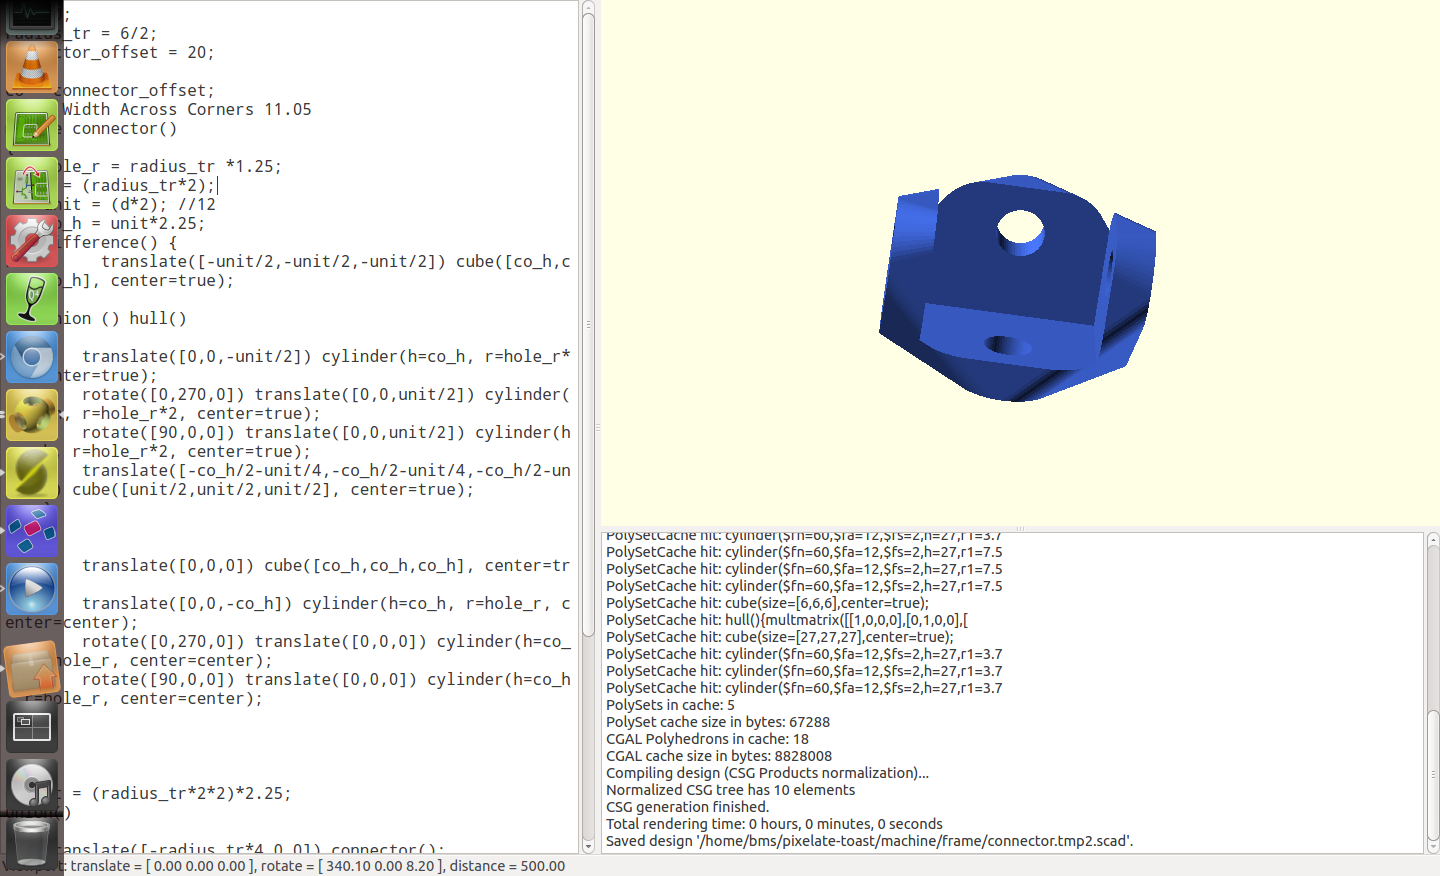 ;
_tr = 6/2;
tor_offset = 20;
connector_offset;
Width Across Corners 11.05
connector()
ole_r = radius_tr *1.25;
= (radius_tr*2);
nit = (d*2); //12
o_h = unit*2.25;
ifference() {
translate([-unit/2,-unit/2,-unit/2]) cube([co_h,c
o_h], center=true);
nion () hull()
translate([0,0,-unit/2]) cylinder(h=co_h, r=hole_r*
nter=true);
rotate([0,270,0]) translate([0,0,unit/2]) cylinder(
, r=hole_r*2, center=true);
rotate([90,0,0]) translate([0,0,unit/2]) cylinder(h
r=hole_r*2, center=true);
translate([-co_h/2-unit/4,-co_h/2-unit/4,-co_h/2-un
) cube([unit/2,unit/2,unit/2], center=true);
translate([0,0,0]) cube([co_h,co_h,co_h], center=tr
translate([0,0,-co_h]) cylinder(h=co_h, r=hole_r, c
enter=center);
rotate([0,270,0]) translate([0,0,0]) cylinder(h=co_
hole_r, center=center);
rotate([90,0,0]) translate([0,0,0]) cylinder(h=co_h
r=hole_r, center=center);
= (radius_tr*2*2)*2.25;
union()
translate([-radius_tr*4,0,0]) connector();
Viewport: translate = [ 0.00 0.00 0.00 ], rotate = [ 340.10 0.00 8.20 ], distance = 500.00
PolySetCache hit: cylinder($fn=60,$fa=12,$fs=2,h=27,r1=3.7
PolySetCache hit: cylinder($fn=60,$fa=12,$fs=2,h=27,r1=7.5
PolySetCache hit: cylinder($fn=60,$fa=12,$fs=2,h=27,r1=7.5
PolySetCache hit: cylinder($fn=60,$fa=12,$fs=2,h=27,r1=7.5
PolySetCache hit: cube(size=[6,6,6],center=true);
PolySetCache hit: hull(){multmatrix([[1,0,0,0],[0,1,0,0],[
PolySetCache hit: cube(size=[27,27,27],center=true);
PolySetCache hit: cylinder($fn=60,$fa=12,$fs=2,h=27,r1=3.7
PolySetCache hit: cylinder($fn=60,$fa=12,$fs=2,h=27,r1=3.7
PolySetCache hit: cylinder($fn=60,$fa=12,$fs=2,h=27,r1=3.7
PolySets in cache: 5
PolySet cache size in bytes: 67288
CGAL Polyhedrons in cache: 18
CGAL cache size in bytes: 8828008
Compiling design (CSG Products normalization)...
Normalized CSG tree has 10 elements
CSG generation finished.
Total rendering time: 0 hours, 0 minutes, 0 seconds
Saved design '/home/bms/pixelate-toast/machine/frame/connector.tmp2.scad'.